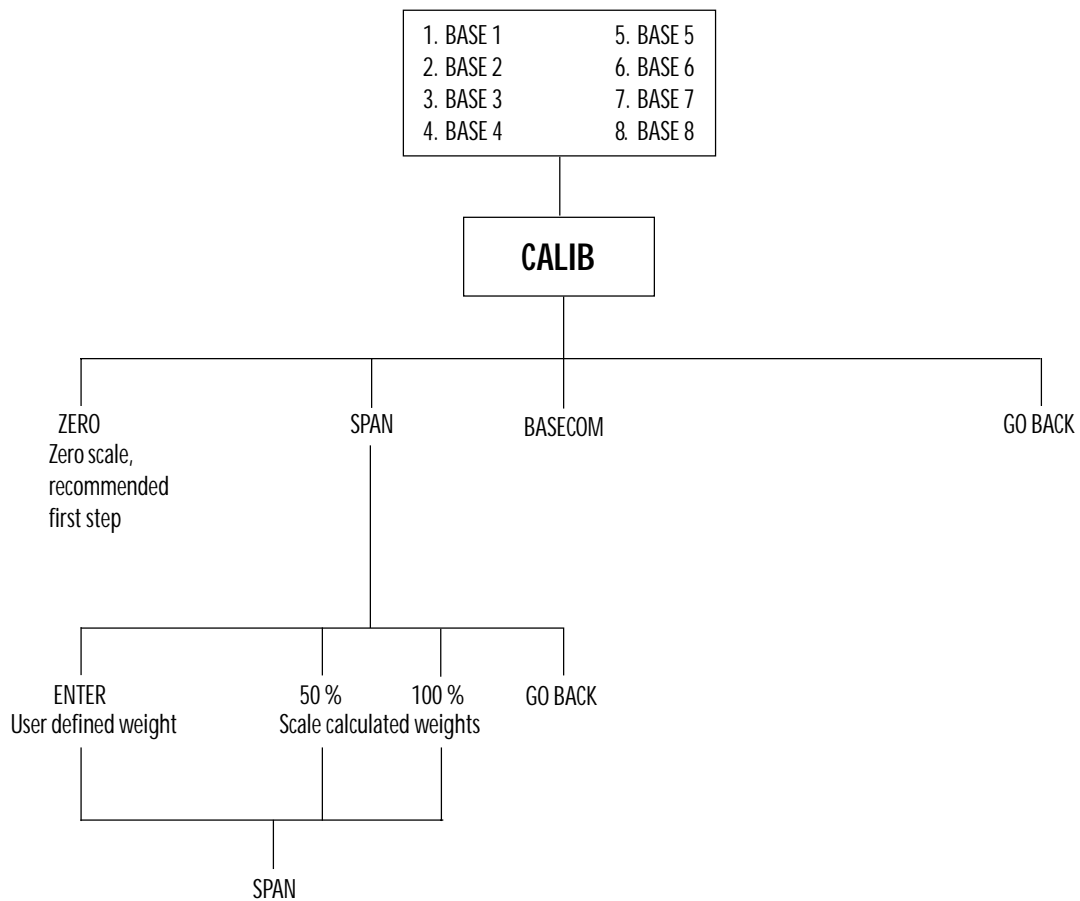 1. BASE 1 5. BASE 5
2. BASE 2 6. BASE 6
3. BASE 3 7. BASE 7
4. BASE 4 8. BASE 8
CALIB
ZERO SPAN BASECOM GO BACK
Zero scale,
recommended
first step
ENTER 50 % 100 % GO BACK
User defined weight Scale calculated weights
SPAN